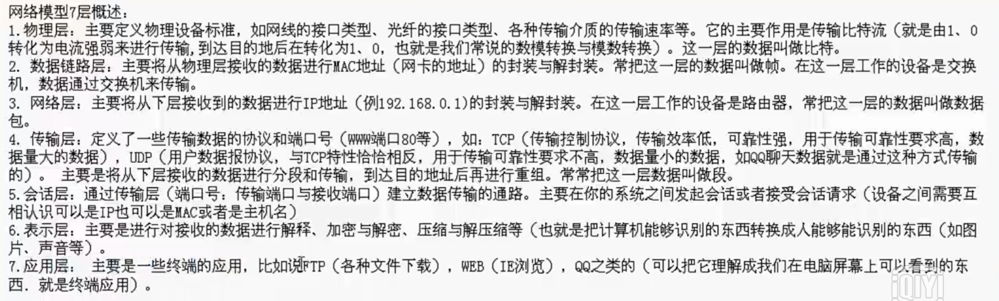 网络模型7层概述：
1.物理层：主要定义物理设备标准，如网线的接口类型、光纤的接口类型、各种传输介质的传输速率等。它的主要作用是传输比特流（就是由1、0
转化为电流强弱来进行传输,到达目的地后在转化为1、0，也就是我们常说的数模转换与模数转换）。这一层的数据叫做比特。
2. 数据链路层：主要将从物理层接收的数据进行MAC地址（网卡的地址）的封装与解封装。常把这一层的数据叫做帧。在这一层工作的设备是交换
机，数据通过交换机来传输。
3. 网络层：主要将从下层接收到的数据进行IP地址（例192.168.0.1)的封装与解封装。在这一层工作的设备是路由器，常把这一层的数据叫做数据
包。
4. 传输层：定义了一些传输数据的协议和端口号（WWW端口80等），如：TCP（传输控制协议，传输效率低，可靠性强，用于传输可靠性要求高，数
据量大的数据），UDP（用户数据报协议，与TCP特性恰恰相反，用于传输可靠性要求不高，数据量小的数据，如QQ聊天数据就是通过这种方式传输
的）。 主要是将从下层接收的数据进行分段和传输，到达目的地址后再进行重组。常常把这一层数据叫做段。
5.会话层：通过传输层（端口号：传输端口与接收端口）建立数据传输的通路。主要在你的系统之间发起会话或者接受会话请求（设备之间需要互
相认识可以是IP也可以是MAC或者是主机名）
6.表示层：主要是进行对接收的数据进行解释、加密与解密、压缩与解压缩等（也就是把计算机能够识别的东西转换成人能够能识别的东西（如图
片、声音等）。
7.应用层： 主要是一些终端的应用，比如说FTP（各种文件下载），WEB（IE浏览），QQ之类的（可以把它理解成我们在电脑屏幕上可以看到的东
西．就是终端应用）。
iQIYI